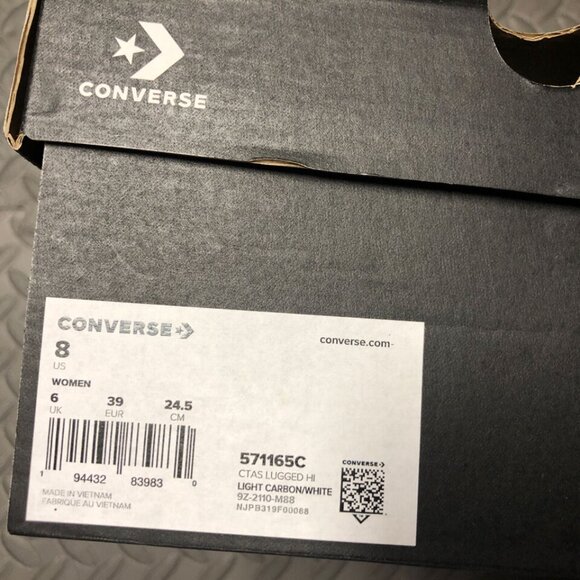 CONVERSE
CONVERSE
converse.com
8
US
WOMEN
6 39 24.5
UK EUR CM
1 94432 83983 0
MADE IN VIETNAM
FABRIQUE AU VIETNAM
571165C
CTAS LUGGED HI
LIGHT CARBON/WHITE
9Z-2110-M88
NJPB319F00068
CONVERSE